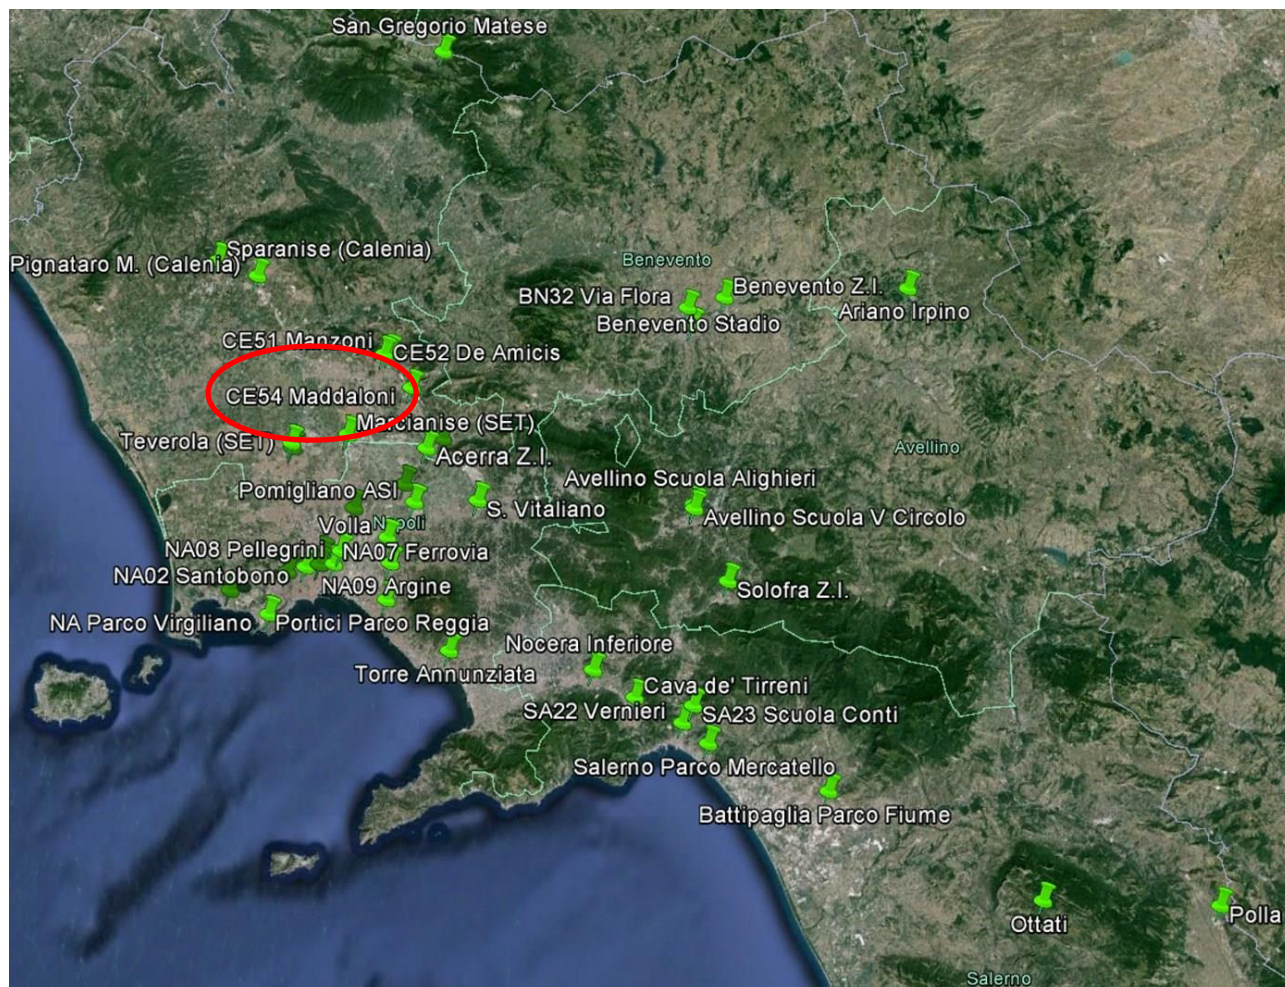 San Gregorio Matese
Sparanise (Calenia)
Pignataro M. (Calenia)
Benevento
BN32 Via Flora
Benevento Z.I.
Ariano Irpino
Benevento Stadio
CE51 Manzoni
CE52 De Amicis
CE54 Maddaloni
Marcianise (SET)
Teverola (SET)
Acerra Z.I.
Avellino
Avellino Scuola Alighieri
Pomigliano ASI
S. Vitaliano
Avellino Scuola V Circolo
Volla
Napoli
NA08 Pellegrini
NA07 Ferrovia
NA02 Santobono
NA09 Argine
Solofra Z.I.
NA Parco Virgiliano
Portici Parco Reggia
Nocera Inferiore
Torre Annunziata
Cava de' Tirreni
SA22 Vernieri
SA23 Scuola Conti
Salerno Parco Mercatello
Battipaglia Parco Fiume
Ottati
Polla
Salerno